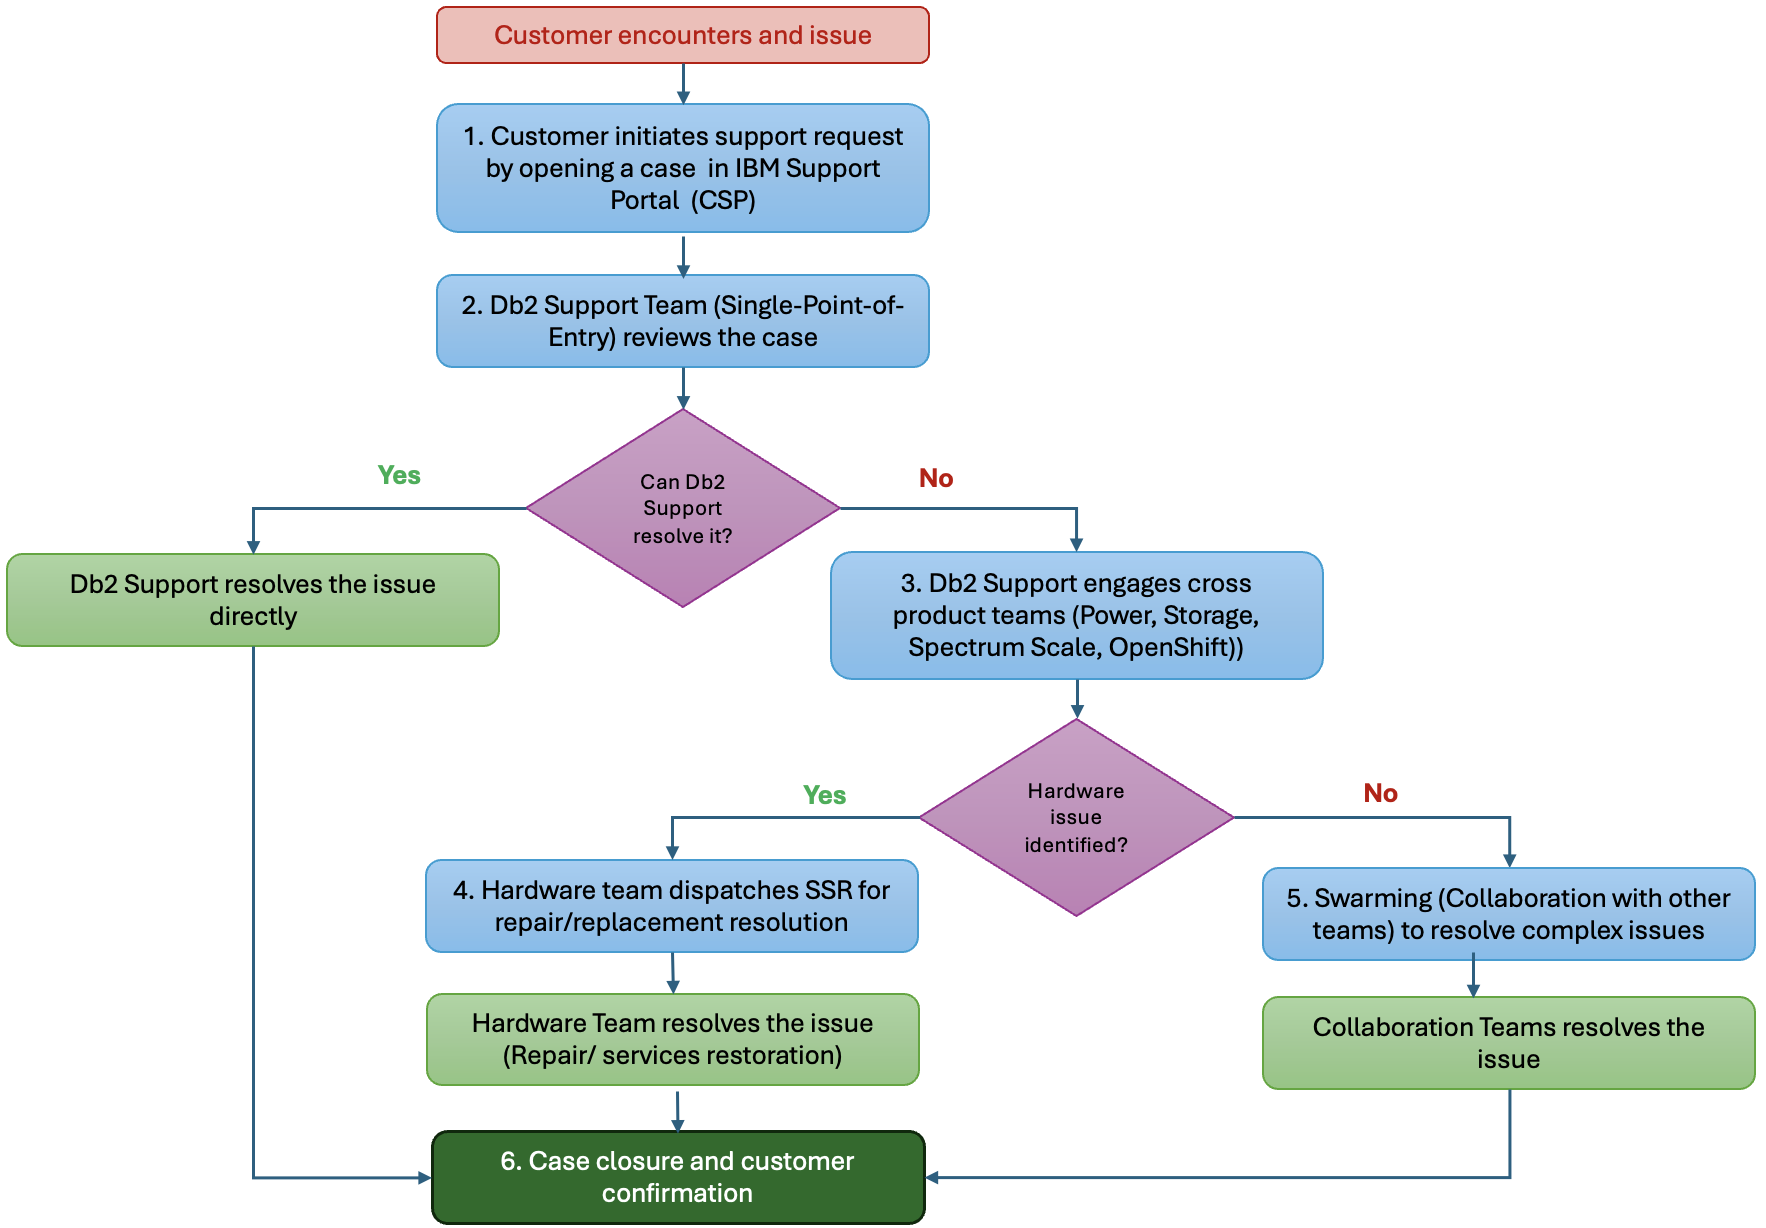 Customer encounters and issue
1. Customer initiates support request
by opening a case  in IBM Support
Portal  (CSP)
2. Db2 Support Team (Single-Point-of-
Entry) reviews the case
Can Db2
Support
resolve it?
Yes
No
Db2 Support resolves the issue
directly
3. Db2 Support engages cross
product teams (Power, Storage,
Spectrum Scale, OpenShift))
Hardware
issue
identified?
Yes
No
4. Hardware team dispatches SSR for
repair/replacement resolution
5. Swarming (Collaboration with other
teams) to resolve complex issues
Hardware Team resolves the issue
(Repair/ services restoration)
Collaboration Teams resolves the
issue
6. Case closure and customer
confirmation